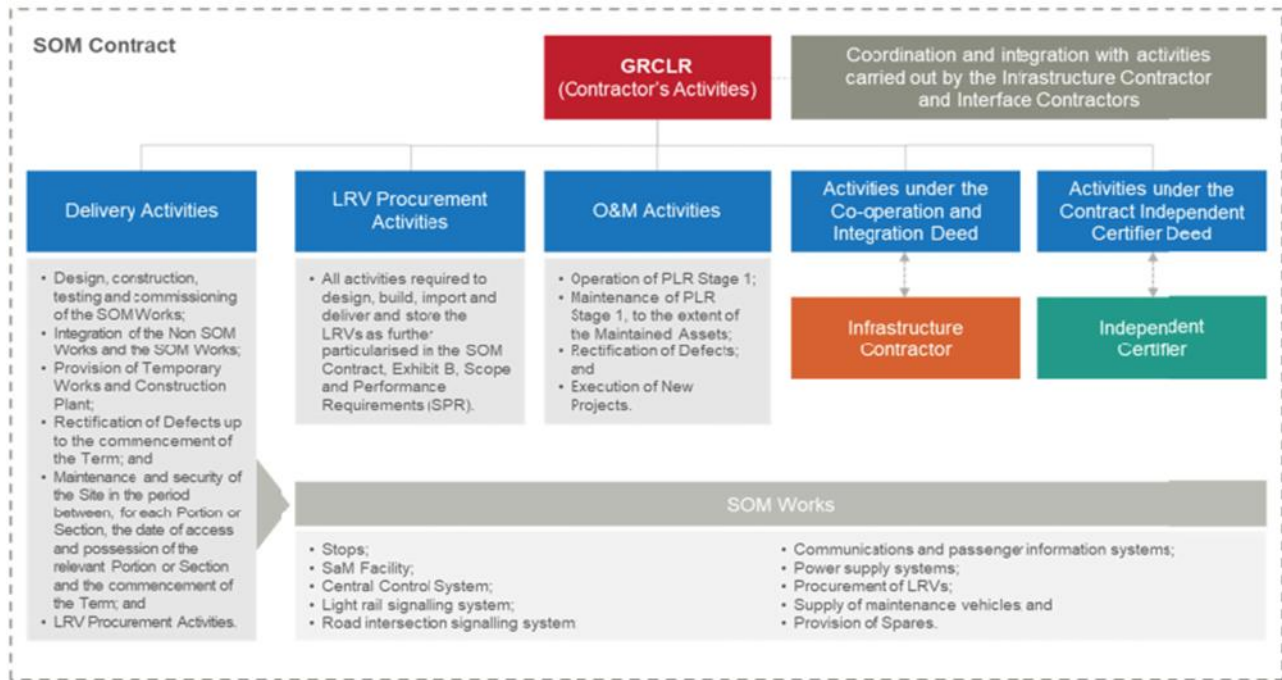 SOM Contract
GRCLR
(Contractor's Activities)
Coordination and integration with activities
carried out by the Infrastructure Contractor
and Interface Contractors
Delivery Activities
LRV Procurement
Activities
O&M Activities
Activities under the
Co-operation and
Integration Deed
Activities under the
Contract Independent
Certifier Deed
• Design, construction,
testing and commissioning
of the SOM Works;
• Integration of the Non SOM
Works and the SOM Works;
• Provision of Temporary
Works and Construction
Plant;
• Rectification of Defects up
to the commencement of
the Term; and
• Maintenance and security of
the Site in the period
between, for each Portion or
Section, the date of access
and possession of the
relevant Portion or Section
and the commencement of
the Term; and
• LRV Procurement Activities.
• All activities required to
design, build, import and
deliver and store the
LRVs as further
particularised in the SOM
Contract, Exhibit B, Scope
and Performance
Requirements (SPR).
• Operation of PLR Stage 1;
• Maintenance of PLR
Stage 1, to the extent of
the Maintained Assets;
• Rectification of Defects;
and
• Execution of New
Projects.
Infrastructure
Contractor
Independent
Certifier
SOM Works
• Stops;
• SaM Facility;
• Central Control System;
• Light rail signalling system;
• Road intersection signalling system
• Communications and passenger information systems;
• Power supply systems;
• Procurement of LRVs;
• Supply of maintenance vehicles; and
• Provision of Spares.